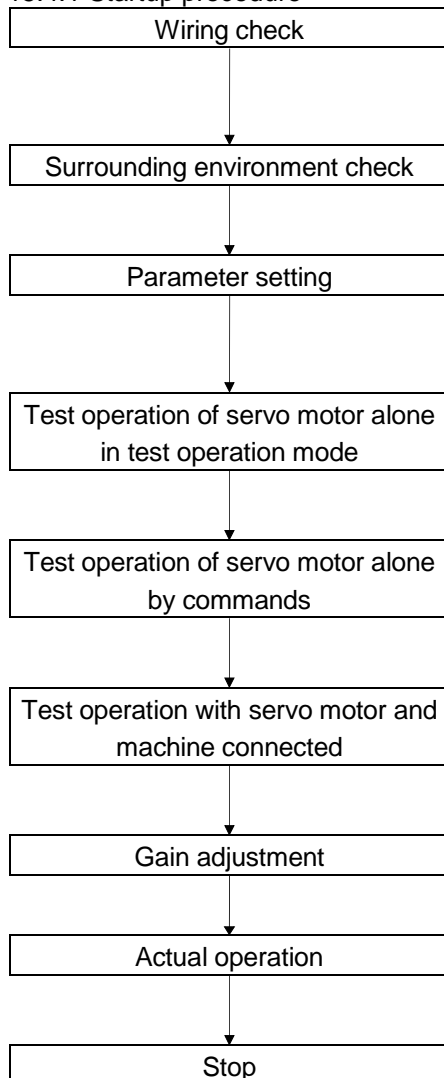 Startup procedure
Wiring check
Surrounding environment check
Parameter setting
Test operation of servo motor alone
in test operation mode
Test operation of servo motor alone
by commands
Test operation with servo motor and
machine connected
Gain adjustment
Actual operation
Stop